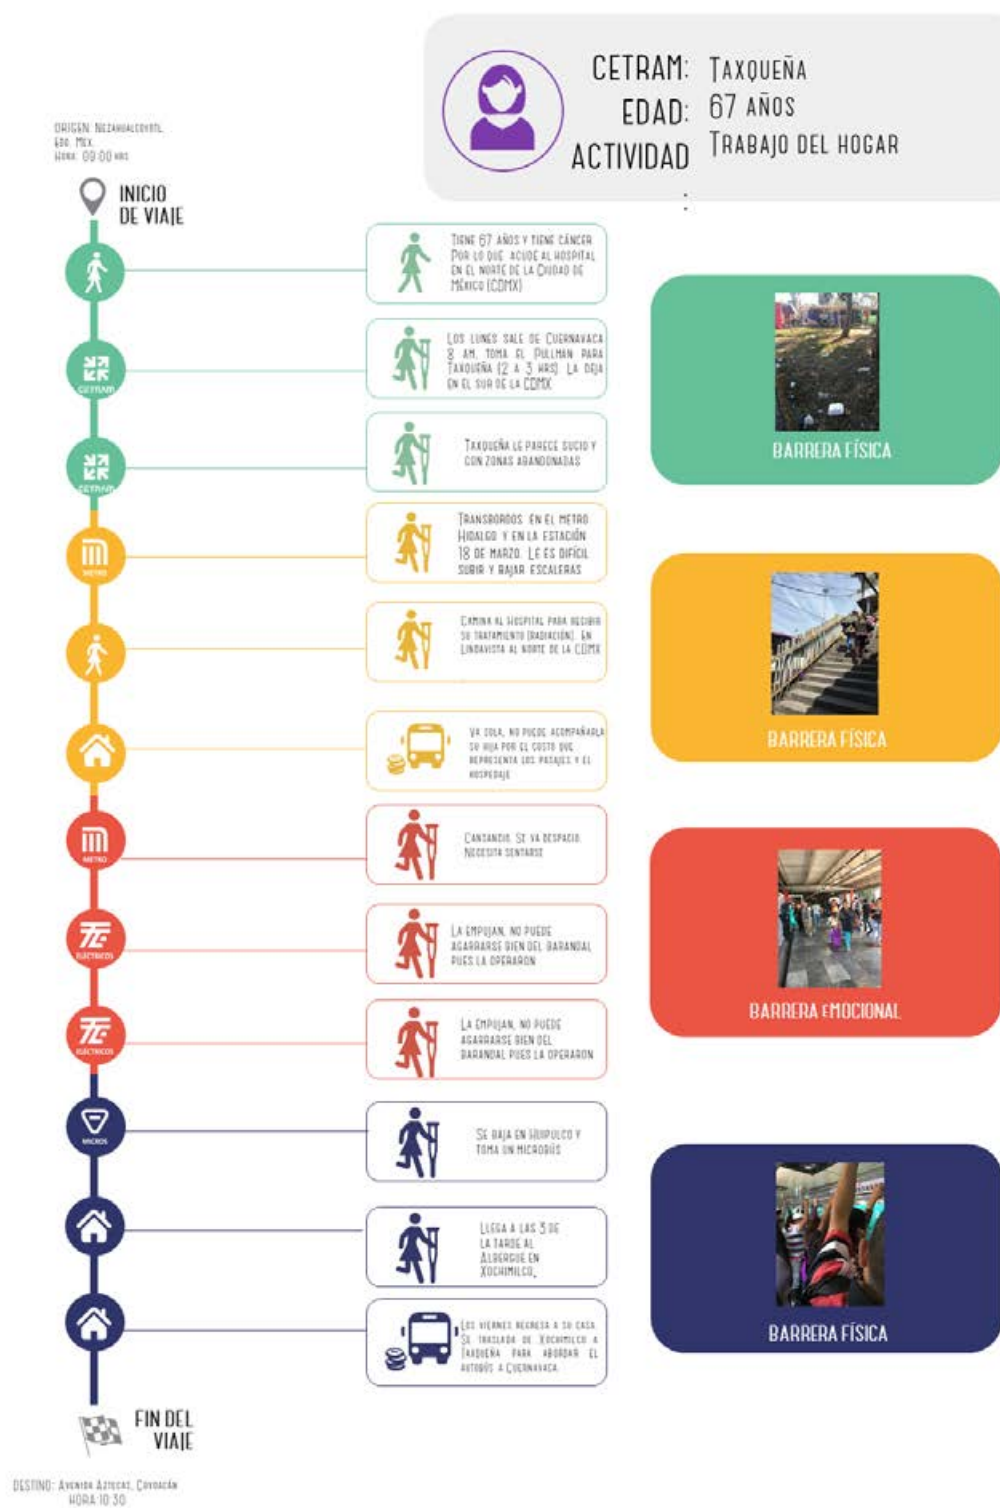 CETRAM: TAXQUEÑA
EDAD: 67 AÑOS
ACTIVIDAD TRABAJO DEL HOGAR
:
ORIGEN: NEZAHUALCOYOTL,
EDO. MEX.
HORA: 09:00 HRS
INICIO
DE VIAJE
TIENE 67 AÑOS Y TIENE CÁNCER
POR LO QUE ACUDE AL HOSPITAL
EN EL NORTE DE LA CIUDAD DE
MÉXICO (CDMX)
CETRAM
LOS LUNES SALE DE CUERNAVACA
8 AM, TOMA EL PULLMAN PARA
TAXQUEÑA (2 A 3 HRS) LA DEJA
EN EL SUR DE LA CDMX
BARRERA FÍSICA
CETRAM
TAXQUEÑA LE PARECE SUCIO Y
CON ZONAS ABANDONADAS
METRO
TRANSBORDOS EN EL METRO
HIDALGO Y EN LA ESTACIÓN
18 DE MARZO. LE ES DIFÍCIL
SUBIR Y BAJAR ESCALERAS
CAMINA AL HOSPITAL PARA RECIBIR
SU TRATAMIENTO (RADIACIÓN). EN
LINDAVISTA AL NORTE DE LA CDMX
BARRERA FÍSICA
VA SOLA, NO PUEDE ACOMPAÑARLA
SU HIJA POR EL COSTO QUE
REPRESENTA LOS PASAJES Y EL
HOSPEDAJE
METRO
CANSANCIO. SE VA DESPACIO.
NECESITA SENTARSE
ELÉCTRICOS
LA EMPUJAN, NO PUEDE
AGARRARSE BIEN DEL BARANDAL
PUES LA OPERARON
BARRERA EMOCIONAL
ELÉCTRICOS
LA EMPUJAN, NO PUEDE
AGARRARSE BIEN DEL
BARANDAL PUES LA OPERARON
MICROS
SE BAJA EN HUIPULCO Y
TOMA UN MICROBÚS
LLEGA A LAS 3 DE
LA TARDE AL
ALBERGUE EN
XOCHIMILCO.
BARRERA FÍSICA
LOS VIERNES REGRESA A SU CASA.
SE TRASLADA DE XOCHIMILCO A
TAXQUEÑA PARA ABORDAR EL
AUTOBÚS A CUERNAVACA
FIN DEL
VIAJE
DESTINO: AVENIDA AZTECAS, COYOACÁN
HORA 10:30